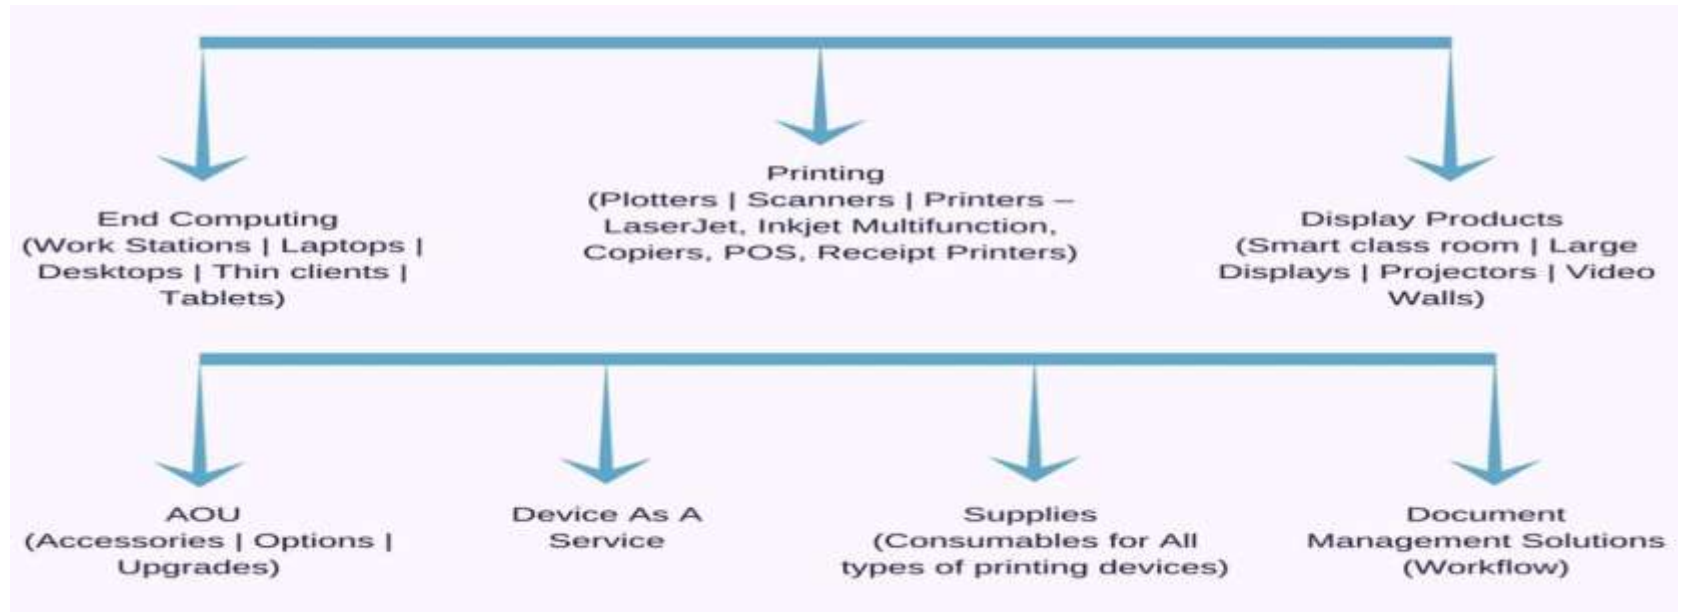 End Computing
(Work Stations | Laptops |
Desktops | Thin clients |
Tablets)
Printing
(Plotters | Scanners | Printers –
LaserJet, Inkjet Multifunction,
Copiers, POS, Receipt Printers)
Display Products
(Smart class room | Large
Displays | Projectors | Video
Walls)
AOU
(Accessories | Options |
Upgrades)
Device As A
Service
Supplies
(Consumables for All
types of printing devices)
Document
Management Solutions
(Workflow)